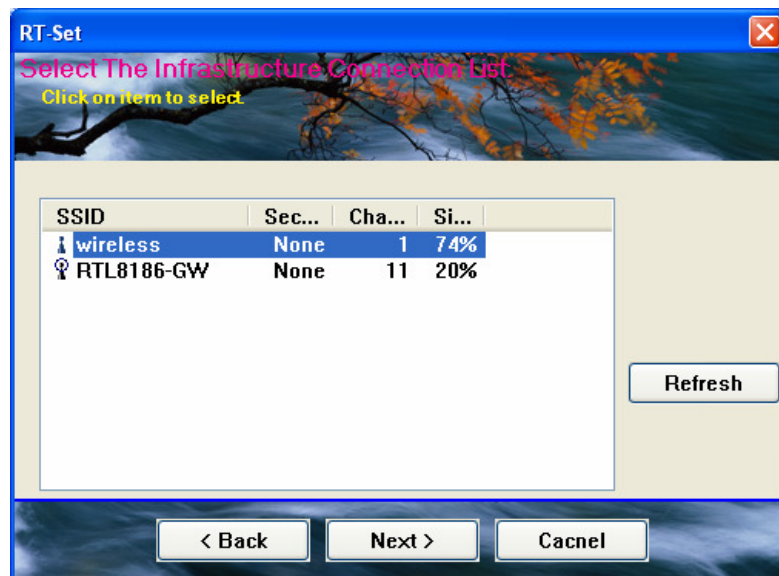 RT-Set
Select The Infrastructure Connection List.
Click on item to select.
SSID Sec... Cha... Si...
wireless None 1 74%
RTL8186-GW None 11 20%
Refresh
< Back Next > Cacnel